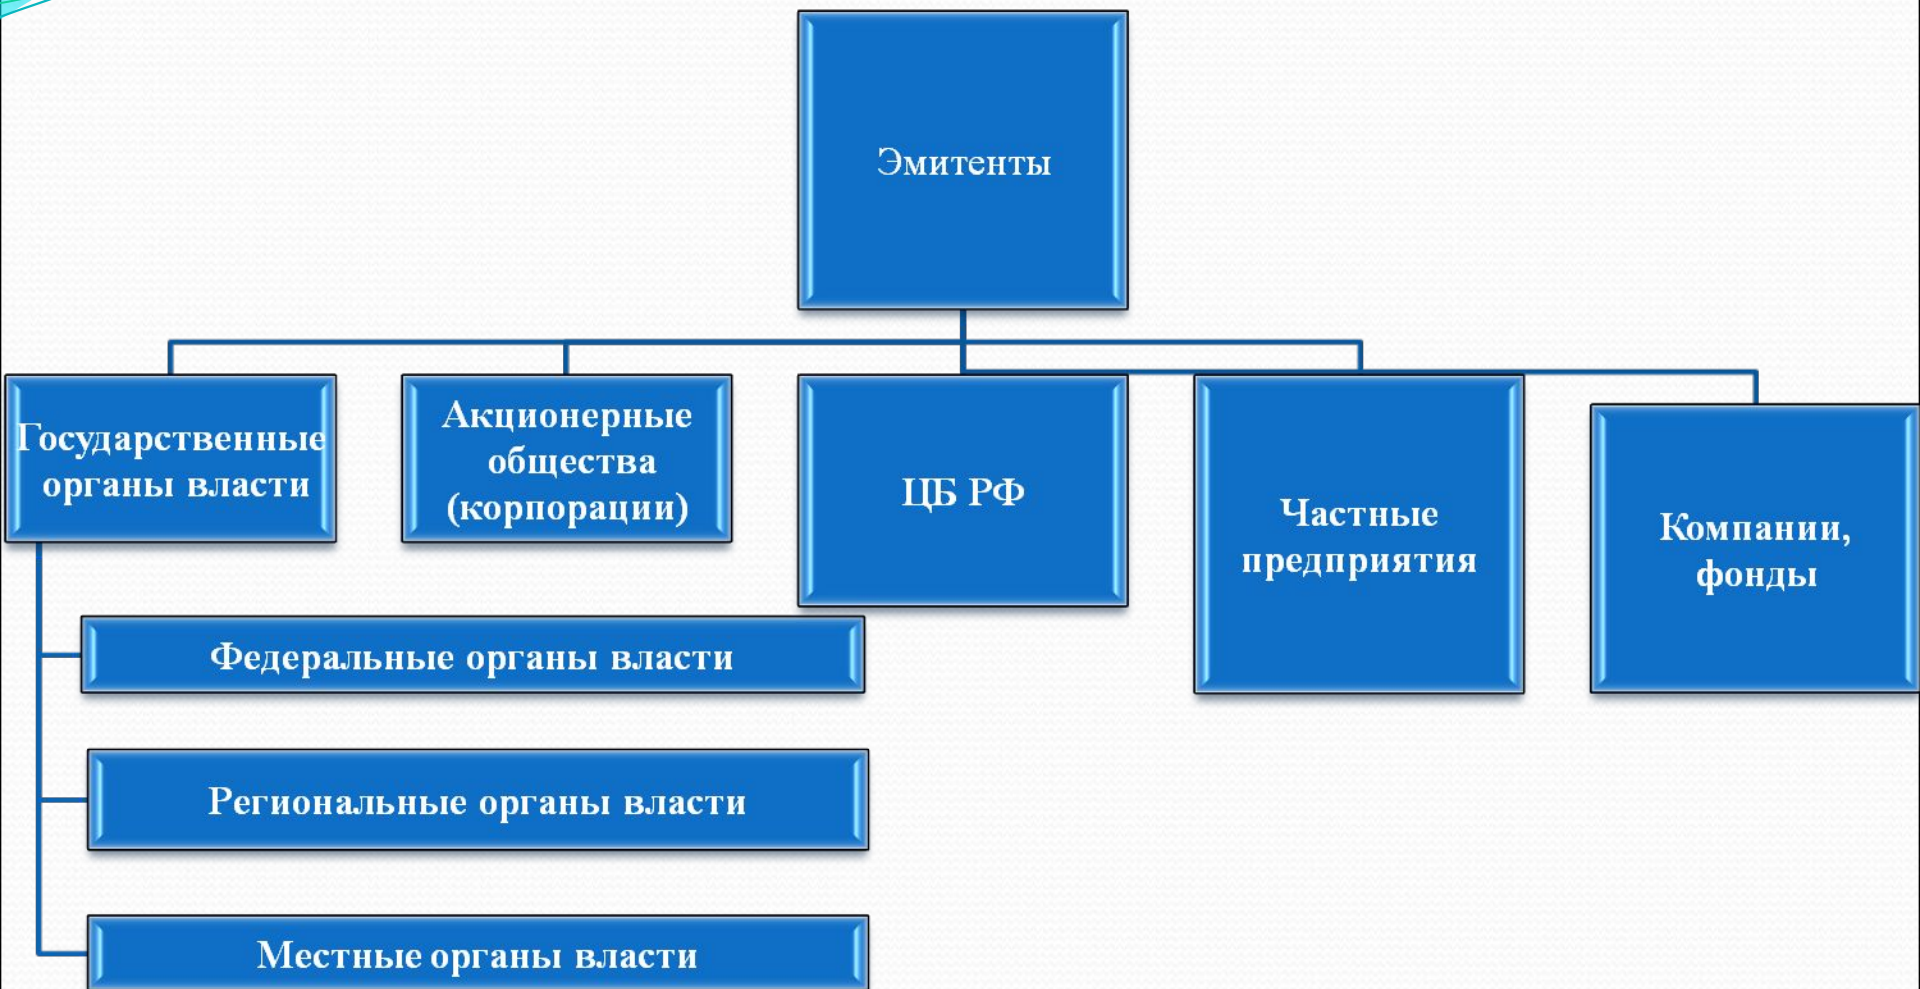 Эмитенты
Государственные
органы власти
Акционерные
общества
(корпорации)
ЦБ РФ
Частные
предприятия
Компании,
фонды
Федеральные органы власти
Региональные органы власти
Местные органы власти